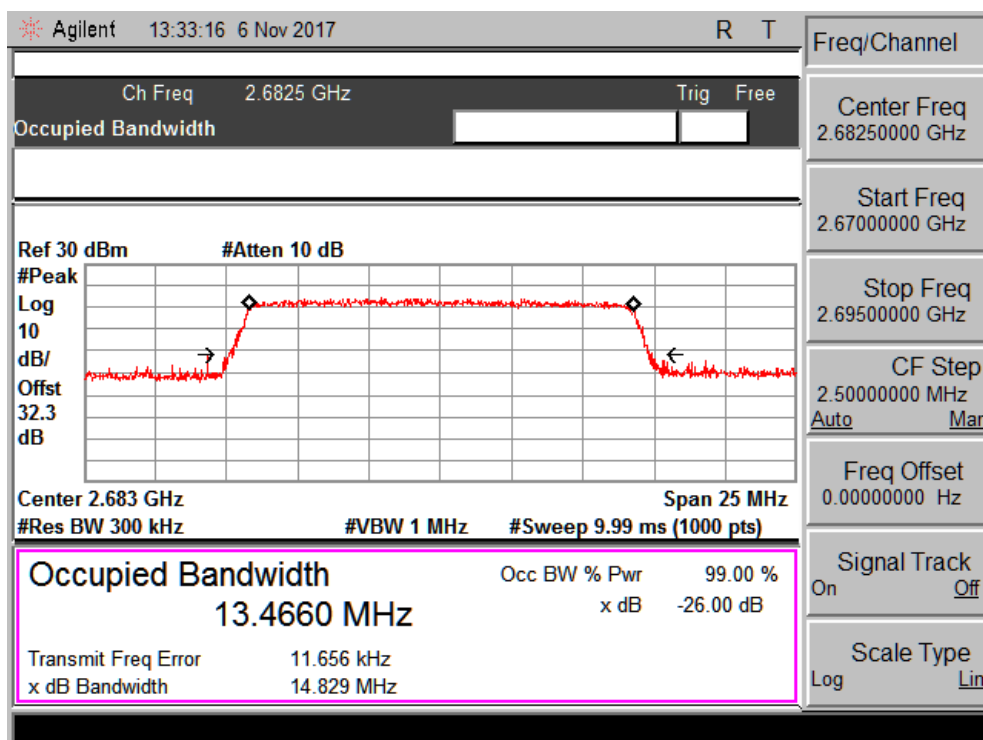 Agilent 13:33:16 6 Nov 2017 R T
Ch Freq 2.6825 GHz Trig Free
Occupied Bandwidth
Ref 30 dBm #Atten 10 dB
#Peak
Log
10
dB/
Offst
32.3
dB
Center 2.683 GHz Span 25 MHz
#Res BW 300 kHz #VBW 1 MHz #Sweep 9.99 ms (1000 pts)
Occupied Bandwidth Occ BW % Pwr 99.00 %
13.4660 MHz x dB -26.00 dB
Transmit Freq Error 11.656 kHz
x dB Bandwidth 14.829 MHz
Freq/Channel
Center Freq
2.68250000 GHz
Start Freq
2.67000000 GHz
Stop Freq
2.69500000 GHz
CF Step
2.50000000 MHz
Auto Mar
Freq Offset
0.00000000 Hz
Signal Track
On Off
Scale Type
Log Lin